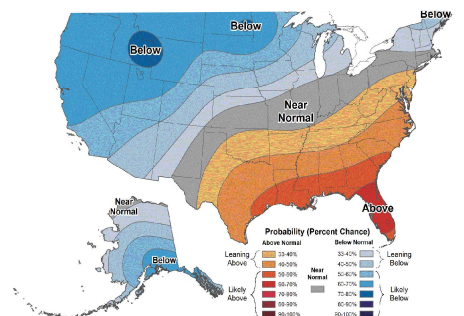 Below
Below
Below
Near
Normal
Above
Near
Normal
Below
Probability (Percent Chance)
Above Normal
Below Normal
Leaning
Above
33-40%
40-50%
50-60%
60-70%
70-80%
80-90%
90-100%
Likely
Above
Near
Normal
33-40%
40-50%
50-60%
60-70%
70-80%
80-90%
90-100%
Leaning
Below
Likely
Below